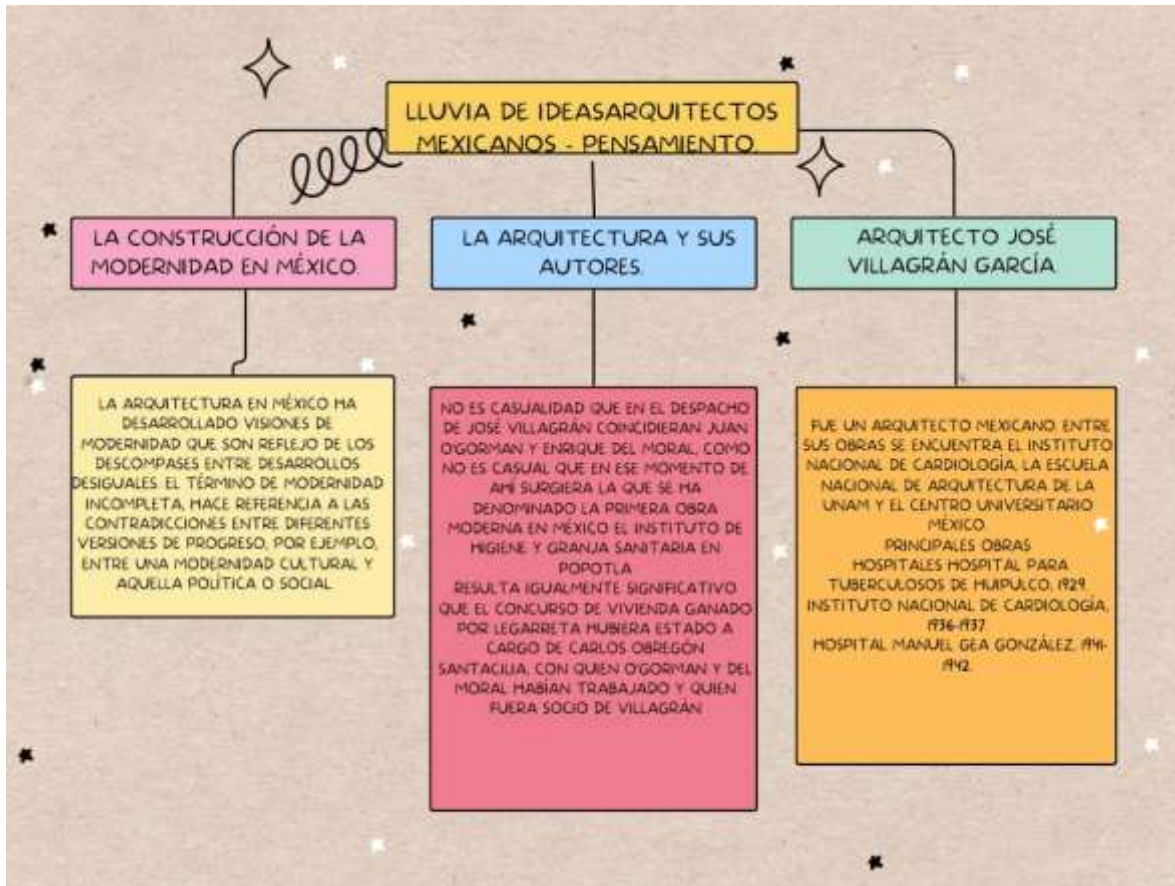 LLUVIA DE IDEASARQUITECTOS
MEXICANOS - PENSAMIENTO.
LA CONSTRUCCIÓN DE LA
MODERNIDAD EN MÉXICO.
LA ARQUITECTURA Y SUS
AUTORES.
ARQUITECTO JOSÉ
VILLAGRÁN GARCÍA.
LA ARQUITECTURA EN MÉXICO HA
DESARROLLADO VISIONES DE
MODERNIDAD QUE SON REFLEJO DE LOS
DESCOMPASES ENTRE DESARROLLOS
DESIGUALES. EL TÉRMINO DE MODERNIDAD
INCOMPLETA, HACE REFERENCIA A LAS
CONTRADICCIONES ENTRE DIFERENTES
VERSIONES DE PROGRESO, POR EJEMPLO,
ENTRE UNA MODERNIDAD CULTURAL Y
AQUELLA POLÍTICA O SOCIAL.
NO ES CASUALIDAD QUE EN EL DESPACHO
DE JOSÉ VILLAGRÁN COINCIDIERAN JUAN
O'GORMAN Y ENRIQUE DEL MORAL, COMO
NO ES CASUAL QUE EN ESE MOMENTO DE
AHÍ SURGIERA LA QUE SE HA
DENOMINADO LA PRIMERA OBRA
MODERNA EN MÉXICO EL INSTITUTO DE
HIGIENE Y GRANJA SANITARIA EN
POPOTLA
RESULTA IGUALMENTE SIGNIFICATIVO
QUE EL CONCURSO DE VIVIENDA GANADO
POR LEGARRETA HUBIERA ESTADO A
CARGO DE CARLOS OBREGÓN
SANTACILIA, CON QUIEN O'GORMAN Y DEL
MORAL HABÍAN TRABAJADO Y QUIEN
FUERA SOCIO DE VILLAGRÁN
FUE UN ARQUITECTO MEXICANO. ENTRE
SUS OBRAS SE ENCUENTRA EL INSTITUTO
NACIONAL DE CARDIOLOGÍA, LA ESCUELA
NACIONAL DE ARQUITECTURA DE LA
UNAM Y EL CENTRO UNIVERSITARIO
MÉXICO.
PRINCIPALES OBRAS
HOSPITALES HOSPITAL PARA
TUBERCULOSOS DE HUIPULCO, 1929.
INSTITUTO NACIONAL DE CARDIOLOGÍA,
1936-1937.
HOSPITAL MANUEL GEA GONZÁLEZ, 1941-
1942.